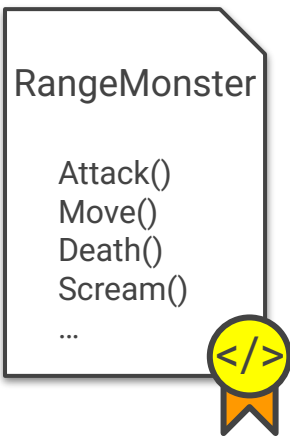 RangeMonster
Attack()
Move()
Death()
Scream()
...
</>